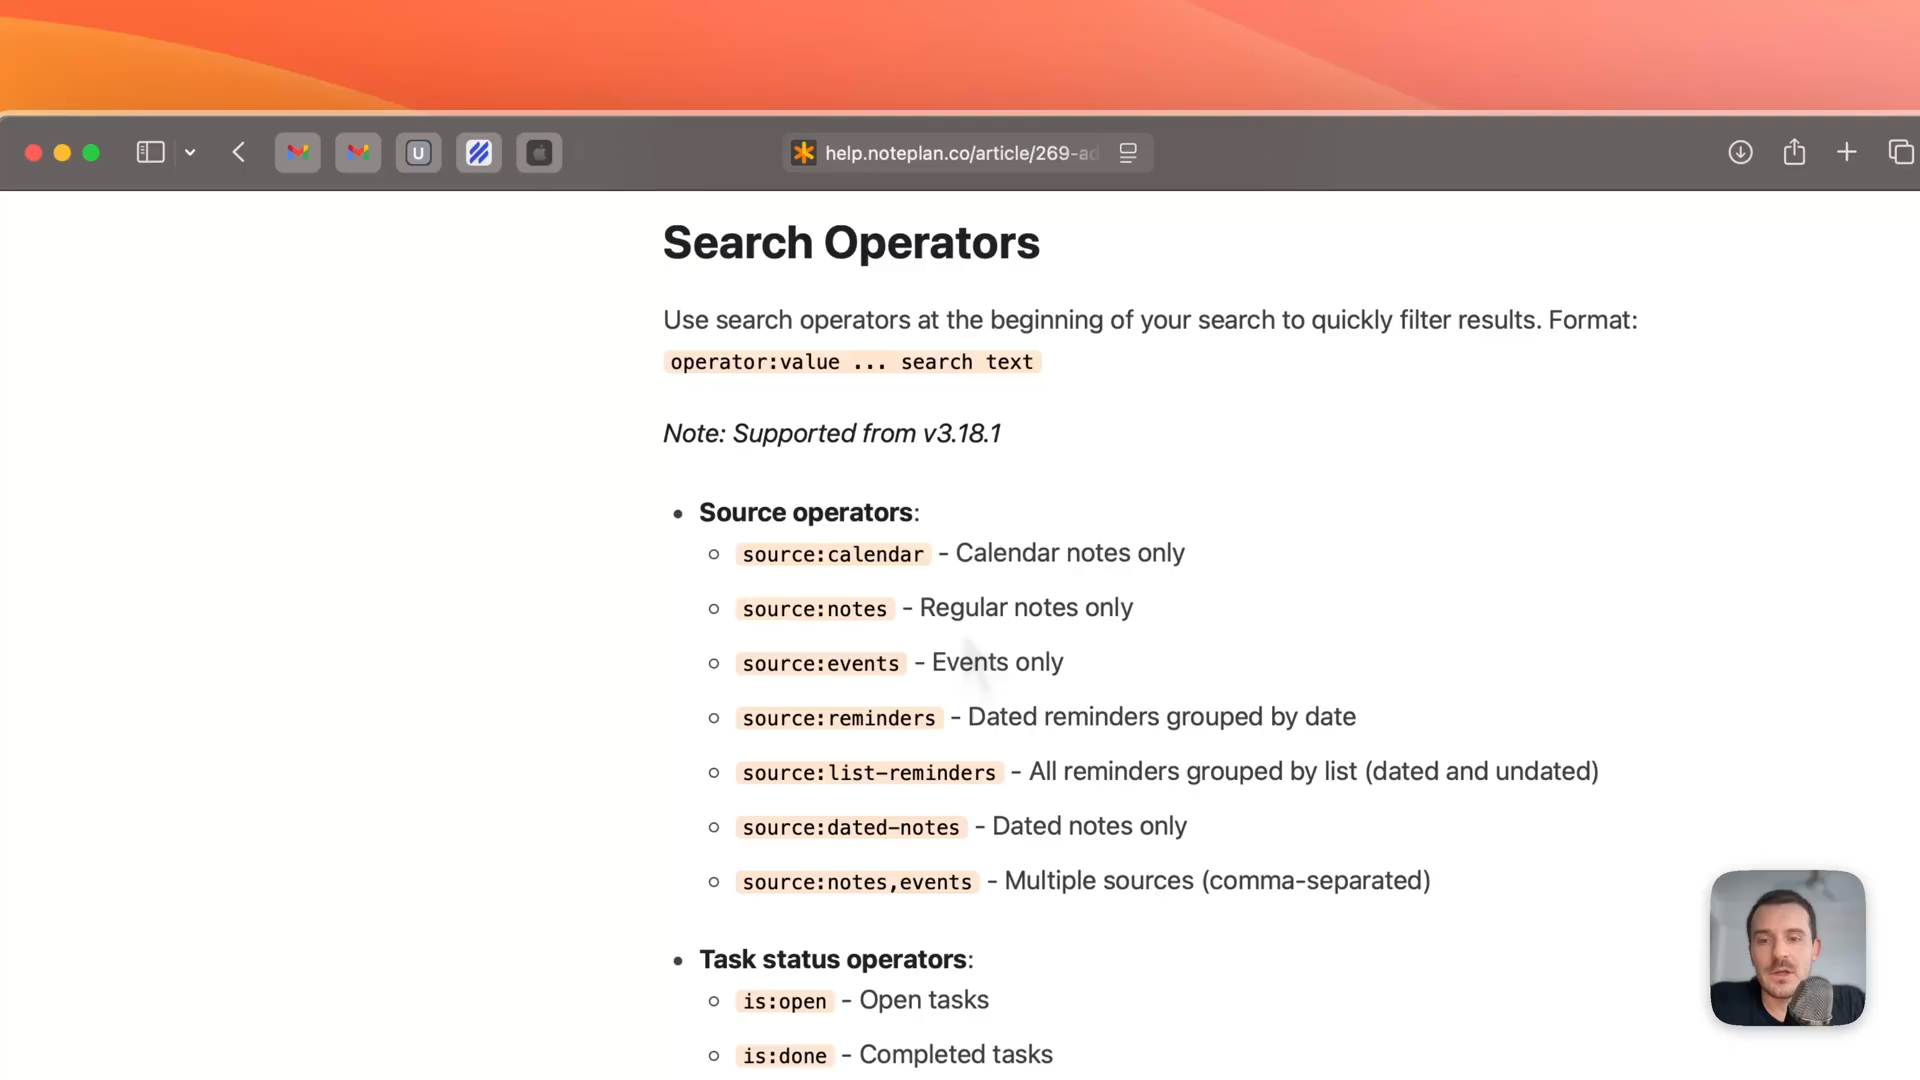 U
help.noteplan.co/article/269-ad
Search Operators
Use search operators at the beginning of your search to quickly filter results. Format:
operator:value ... search text
Note: Supported from v3.18.1
Source operators:
source:calendar - Calendar notes only
source:notes - Regular notes only
source:events - Events only
source:reminders - Dated reminders grouped by date
source:list-reminders - All reminders grouped by list (dated and undated)
source:dated-notes - Dated notes only
source:notes,events - Multiple sources (comma-separated)
Task status operators:
is:open - Open tasks
is:done - Completed tasks